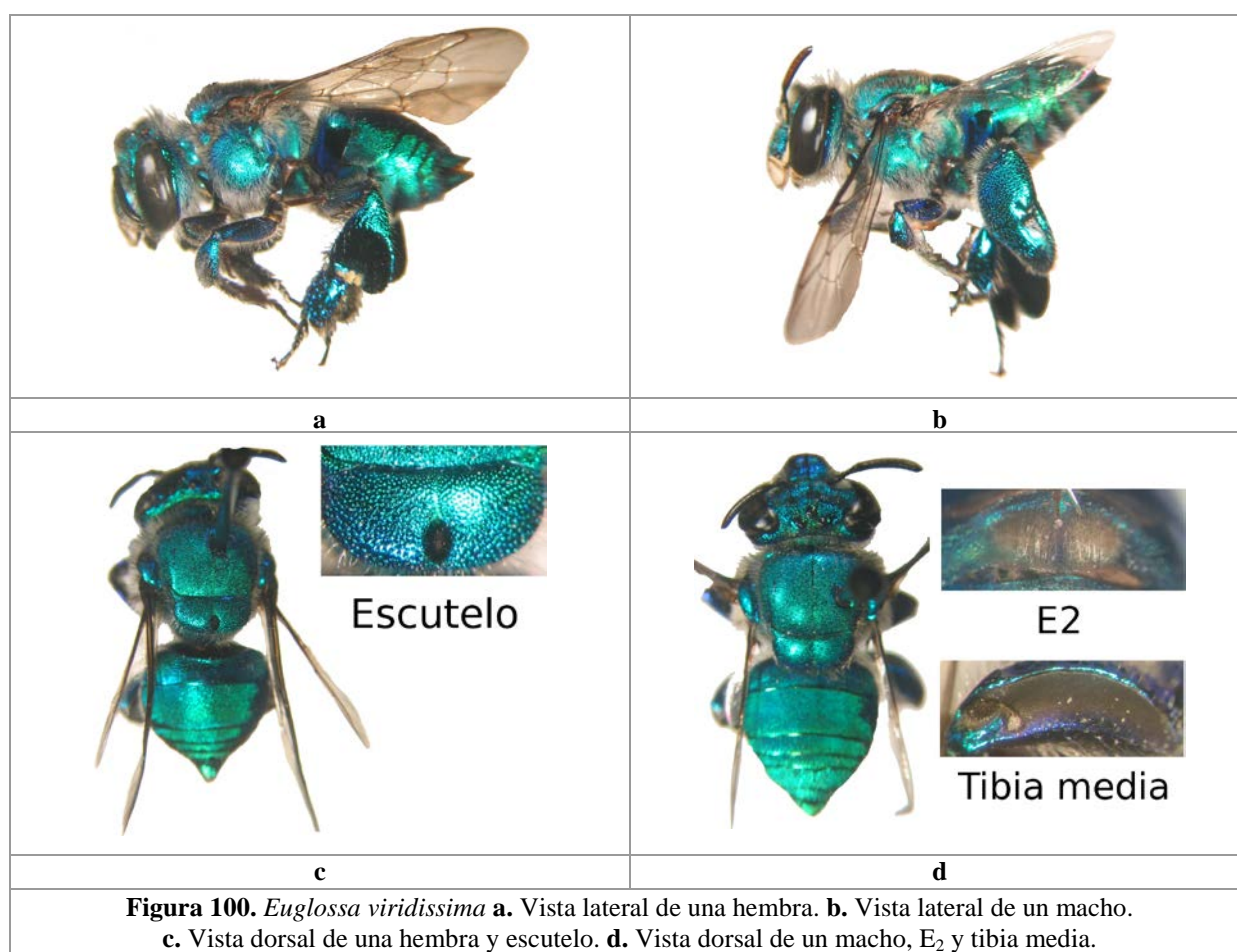 a
b
Escutelo
E2
Tibia media
c
d
Figura 100. Euglossa viridissima a. Vista lateral de una hembra. b. Vista lateral de un macho.
c. Vista dorsal de una hembra y escutelo. d. Vista dorsal de un macho, E₂ y tibia media.